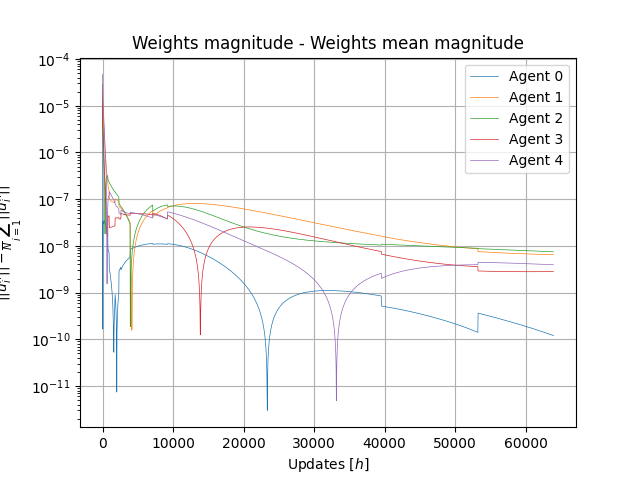 Weights magnitude - Weights mean magnitude
10⁻⁴
10⁻⁵
10⁻⁶
10⁻⁷
10⁻⁸
10⁻⁹
10⁻¹⁰
10⁻¹¹
Agent 0
Agent 1
Agent 2
Agent 3
Agent 4
0 10000 20000 30000 40000 50000 60000
Updates [h]